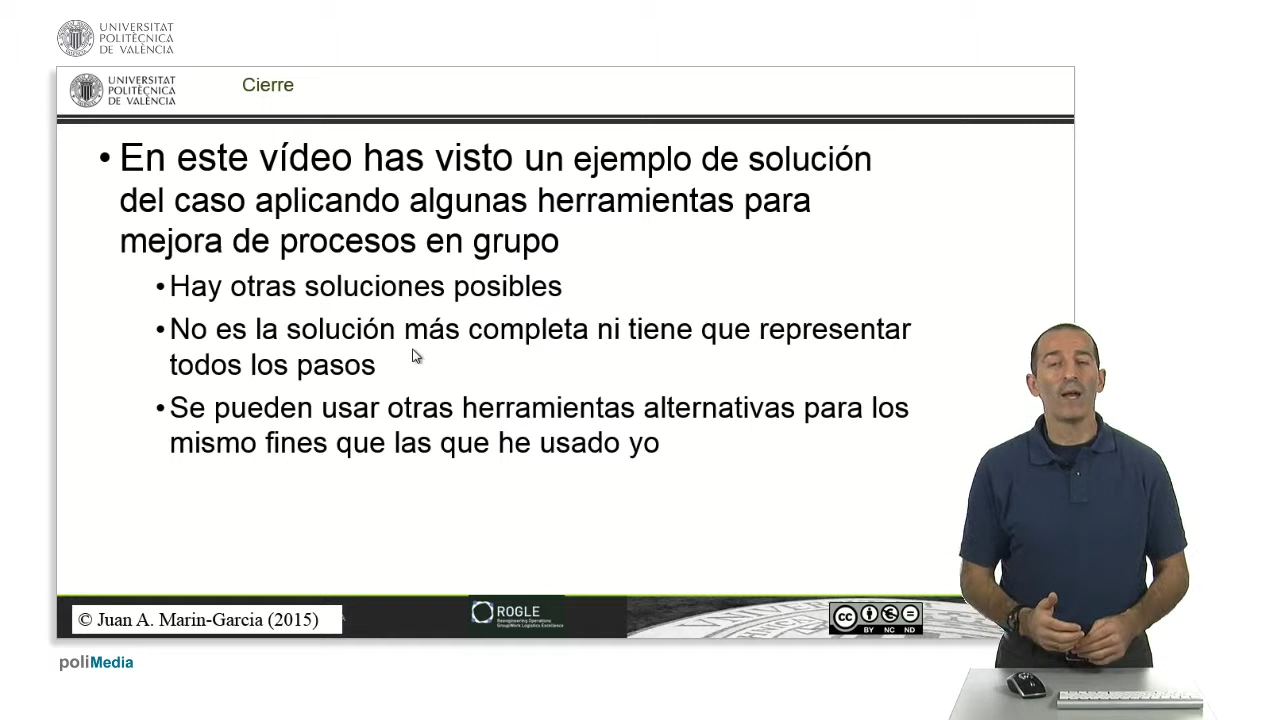 UNIVERSITAT
POLITÈCNICA
DE VALÈNCIA
UNIVERSITAT
POLITÈCNICA
DE VALÈNCIA
Cierre
• En este vídeo has visto un ejemplo de solución
del caso aplicando algunas herramientas para
mejora de procesos en grupo
• Hay otras soluciones posibles
• No es la solución más completa ni tiene que representar
todos los pasos
• Se pueden usar otras herramientas alternativas para los
mismo fines que las que he usado yo
© Juan A. Marin-Garcia (2015)
ROGLE
Reengineering Operations
GroupWork Logistics Excellence
cc
BY NC ND
poliMedia